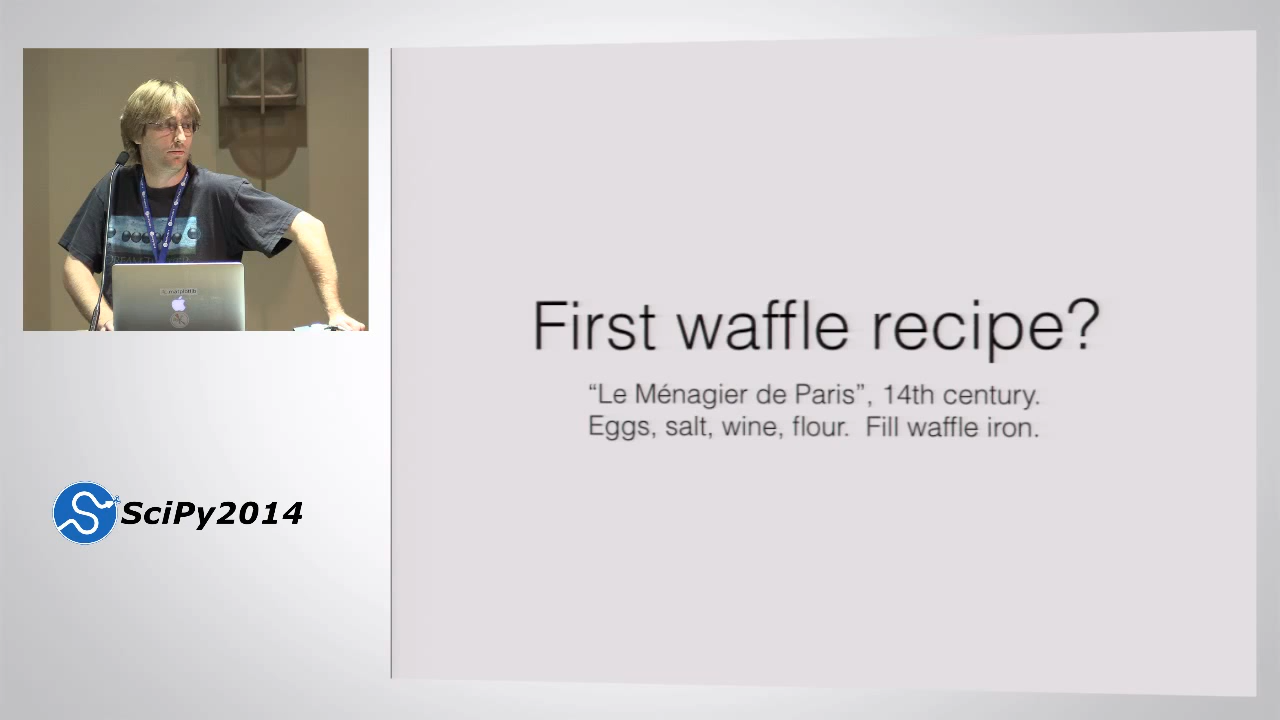 First waffle recipe?
“Le Ménagier de Paris”, 14th century.
Eggs, salt, wine, flour.  Fill waffle iron.
SciPy2014